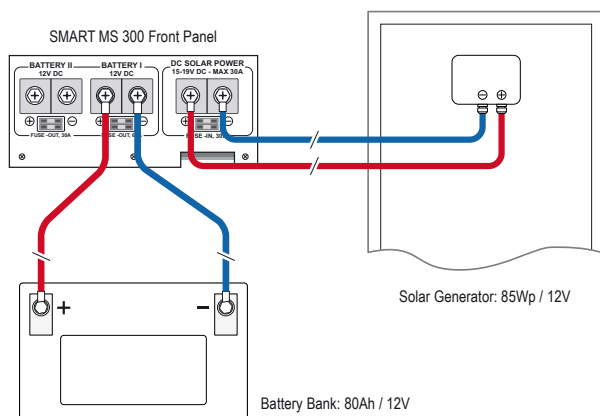 SMART MS 300 Front Panel
BATTERY II
12V DC
BATTERY I
12V DC
DC SOLAR POWER
15-19V DC - MAX 30A
FUSE -OUT, 30A
Solar Generator: 85Wp / 12V
+ −
Battery Bank: 80Ah / 12V